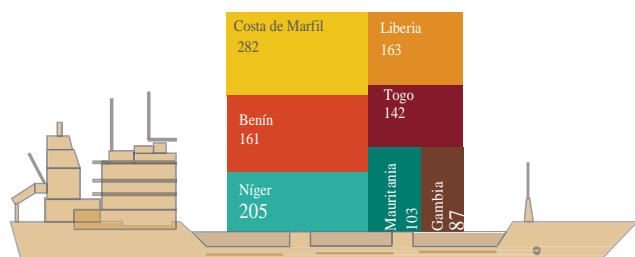 Costa de Marfil
282
Liberia
163
Benín
161
Togo
142
Níger
205
Mauritania
103
Gambia
87